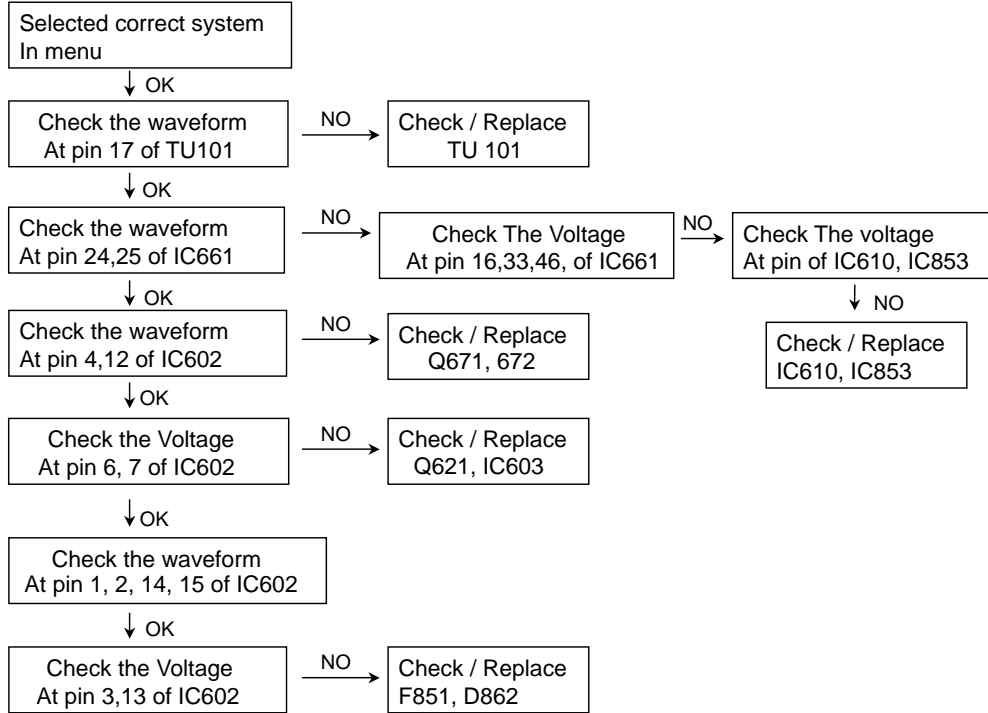 Selected correct system
In menu
OK
Check the waveform
At pin 17 of TU101
NO
Check / Replace
TU 101
OK
Check the waveform
At pin 24,25 of IC661
NO
Check The Voltage
At pin 16,33,46, of IC661
NO
Check The voltage
At pin of IC610, IC853
NO
Check / Replace
IC610, IC853
OK
Check the waveform
At pin 4,12 of IC602
NO
Check / Replace
Q671, 672
OK
Check the Voltage
At pin 6, 7 of IC602
NO
Check / Replace
Q621, IC603
OK
Check the waveform
At pin 1, 2, 14, 15 of IC602
OK
Check the Voltage
At pin 3,13 of IC602
NO
Check / Replace
F851, D862